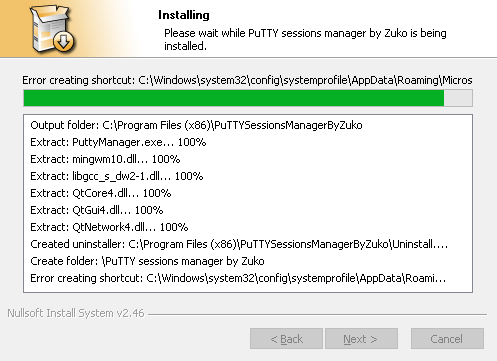 Installing
Please wait while PuTTY sessions manager by Zuko is being
installed.
Error creating shortcut: C:\Windows\system32\config\systemprofile\AppData\Roaming\Micros
Output folder: C:\Program Files (x86)\PuTTYSessionsManagerByZuko
Extract: PuttyManager.exe... 100%
Extract: mingwm10.dll... 100%
Extract: libgcc_s_dw2-1.dll... 100%
Extract: QtCore4.dll... 100%
Extract: QtGui4.dll... 100%
Extract: QtNetwork4.dll... 100%
Created uninstaller: C:\Program Files (x86)\PuTTYSessionsManagerByZuko\Uninstall....
Create folder: \PuTTY sessions manager by Zuko
Error creating shortcut: C:\Windows\system32\config\systemprofile\AppData\Roami...
Nullsoft Install System v2.46
< Back Next > Cancel